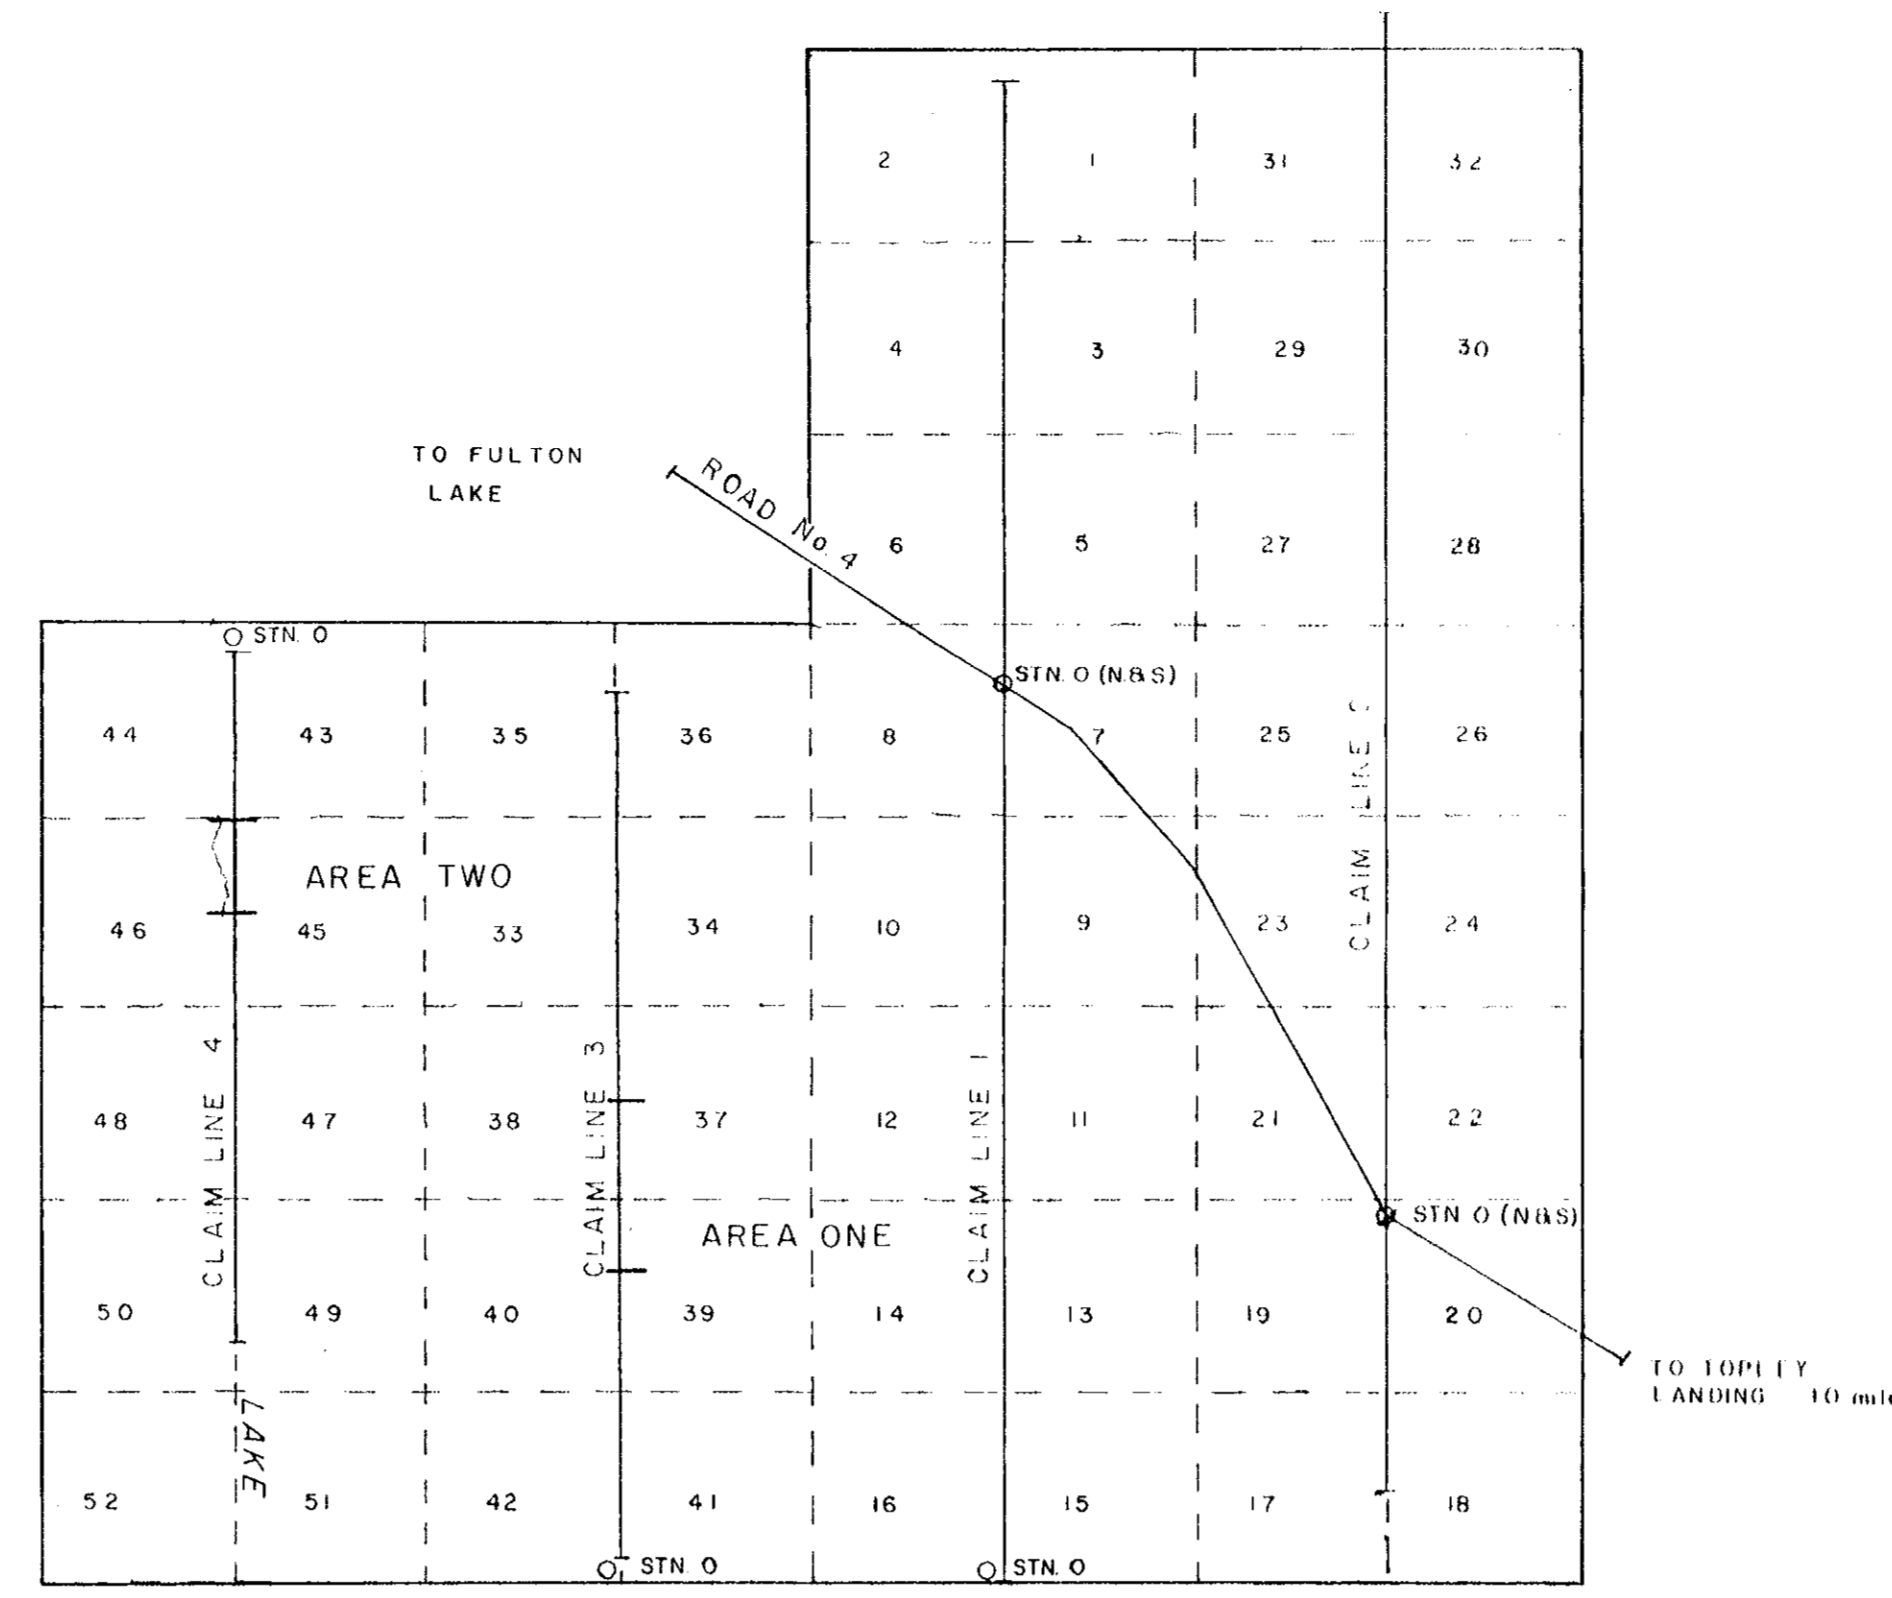 2 1 31 32
4 3 29 30
TO FULTON
LAKE
ROAD No. 4
6 5 27 28
STN. O
STN. O (N.&S)
44 43 35 36 8 7 25 26
AREA TWO
46 45 33 34 10 9 23 24
CLAIM LINE
CLAIM LINE 4
CLAIM LINE 3
CLAIM LINE 1
48 47 38 37 12 11 21 22
AREA ONE
STN O (N&S)
50 49 40 39 14 13 19 20
TO TOPLEY
LANDING 10
LAKE
52 51 42 41 16 15 17 18
STN. O
STN. O